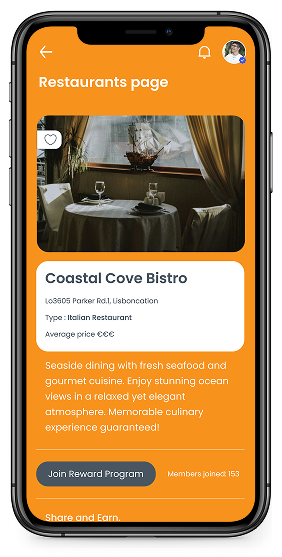 Restaurants page
Coastal Cove Bistro
Lo3605 Parker Rd.1, Lisboncation
Type : Italian Restaurant
Average price €€€
Seaside dining with fresh seafood and
gourmet cuisine. Enjoy stunning ocean
views in a relaxed yet elegant
atmosphere. Memorable culinary
experience guaranteed!
Join Reward Program
Members joined: 153
Share and Earn.